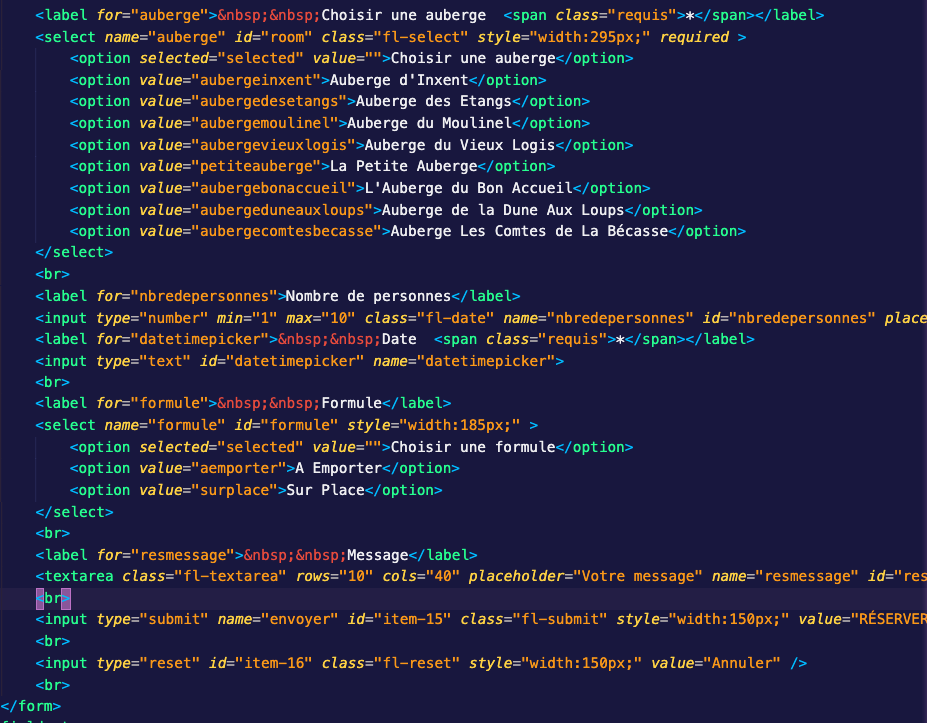 <label for="auberge">&nbsp;&nbsp;Choisir une auberge  <span class="requis">*</span></label>
<select name="auberge" id="room" class="fl-select" style="width:295px;" required >
<option selected="selected" value="">Choisir une auberge</option>
<option value="aubergeinxent">Auberge d'Inxent</option>
<option value="aubergedesetangs">Auberge des Etangs</option>
<option value="aubergemoulinel">Auberge du Moulinel</option>
<option value="aubergevieuxlogis">Auberge du Vieux Logis</option>
<option value="petiteauberge">La Petite Auberge</option>
<option value="aubergebonaccueil">L'Auberge du Bon Accueil</option>
<option value="aubergeduneauxloups">Auberge de la Dune Aux Loups</option>
<option value="aubergecomtesbecasse">Auberge Les Comtes de La Bécasse</option>
</select>
<br>
<label for="nbredepersonnes">Nombre de personnes</label>
<input type="number" min="1" max="10" class="fl-date" name="nbredepersonnes" id="nbredepersonnes" place
<label for="datetimepicker">&nbsp;&nbsp;Date  <span class="requis">*</span></label>
<input type="text" id="datetimepicker" name="datetimepicker">
<br>
<label for="formule">&nbsp;&nbsp;Formule</label>
<select name="formule" id="formule" style="width:185px;" >
<option selected="selected" value="">Choisir une formule</option>
<option value="aemporter">A Emporter</option>
<option value="surplace">Sur Place</option>
</select>
<br>
<label for="resmessage">&nbsp;&nbsp;Message</label>
<textarea class="fl-textarea" rows="10" cols="40" placeholder="Votre message" name="resmessage" id="res
<br>
<input type="submit" name="envoyer" id="item-15" class="fl-submit" style="width:150px;" value="RÉSERVER
<br>
<input type="reset" id="item-16" class="fl-reset" style="width:150px;" value="Annuler" />
<br>
</form>